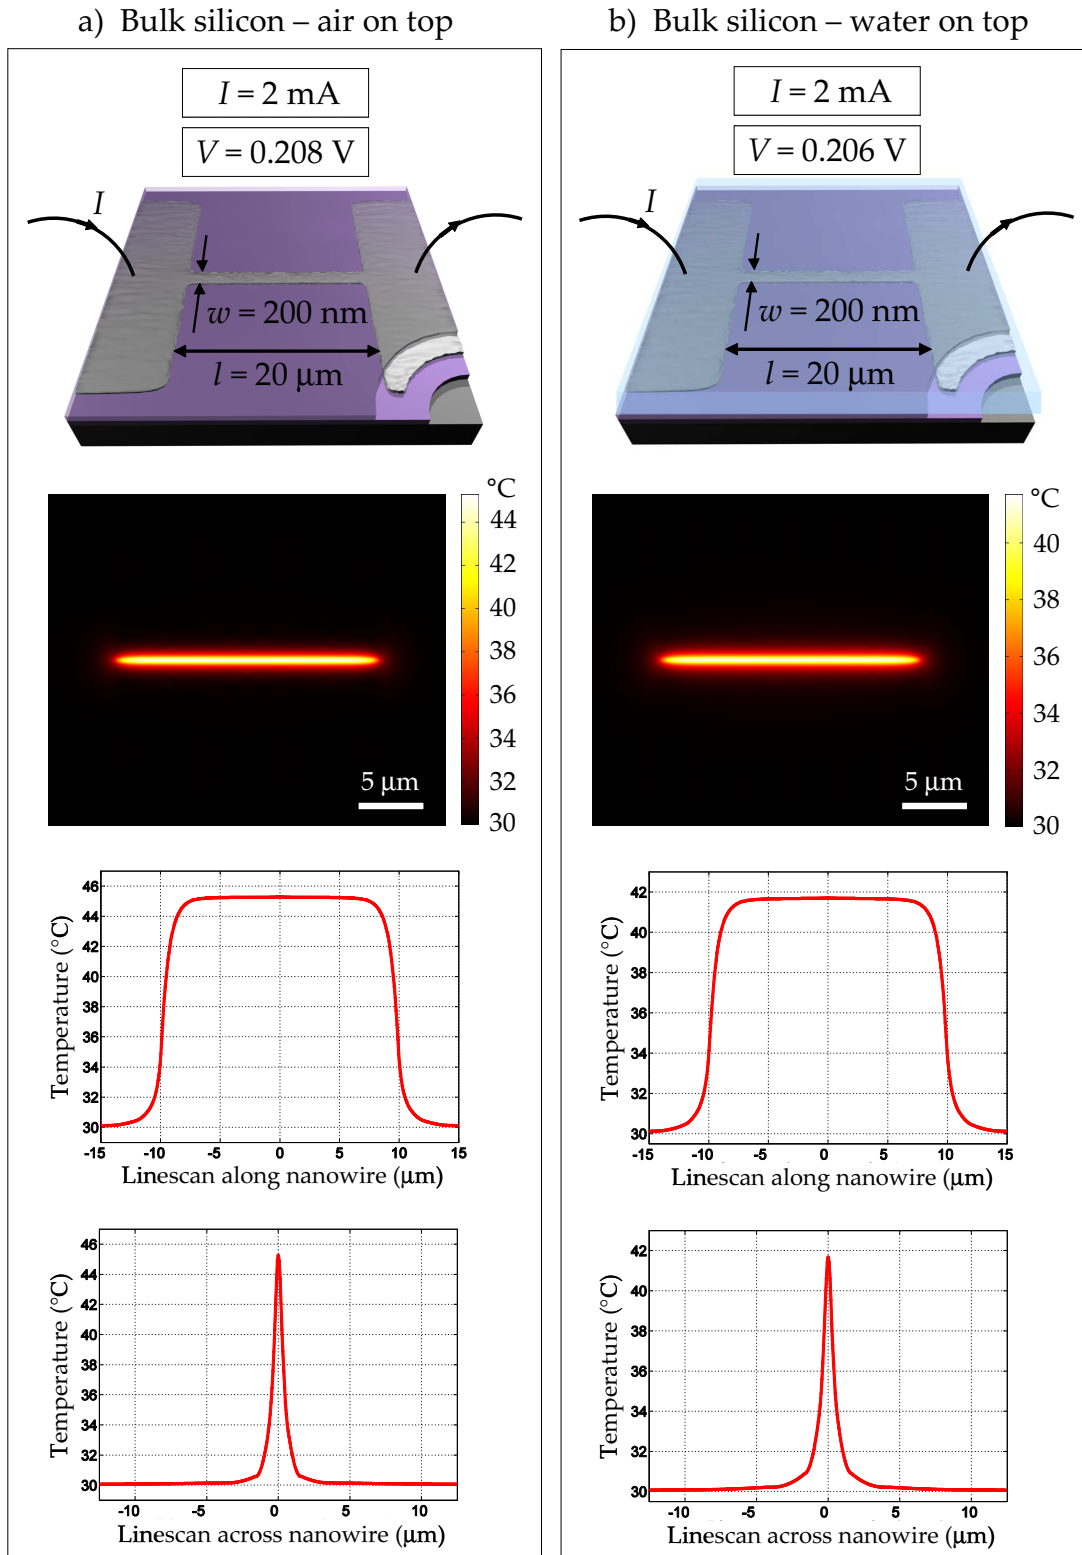 a) Bulk silicon – air on top
I = 2 mA
V = 0.208 V
I
w = 200 nm
l = 20 μm
°C
44
42
40
38
36
34
32
30
5 μm
46
44
42
40
38
36
34
32
30
-15 -10 -5 0 5 10 15
Temperature (°C)
Linescan along nanowire (μm)
46
44
42
40
38
36
34
32
30
-10 -5 0 5 10
Temperature (°C)
Linescan across nanowire (μm)
b) Bulk silicon – water on top
I = 2 mA
V = 0.206 V
I
w = 200 nm
l = 20 μm
°C
40
38
36
34
32
30
5 μm
42
40
38
36
34
32
30
-15 -10 -5 0 5 10 15
Temperature (°C)
Linescan along nanowire (μm)
42
40
38
36
34
32
30
-10 -5 0 5 10
Temperature (°C)
Linescan across nanowire (μm)